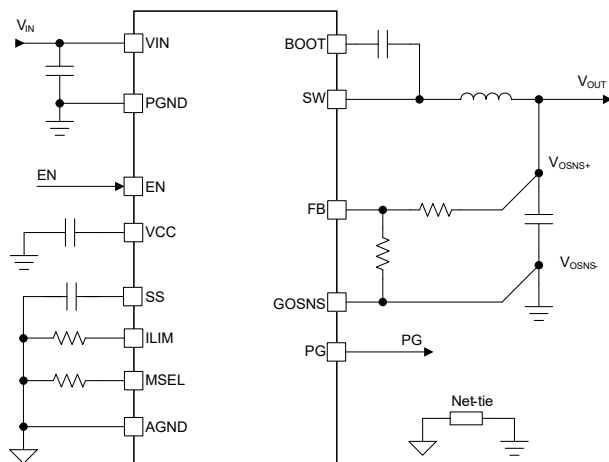 VIN
VIN
PGND
EN
EN
VCC
SS
ILIM
MSEL
AGND
BOOT
SW
VOUT
VOSNS+
FB
VOSNS-
GOSNS
PG
PG
Net-tie